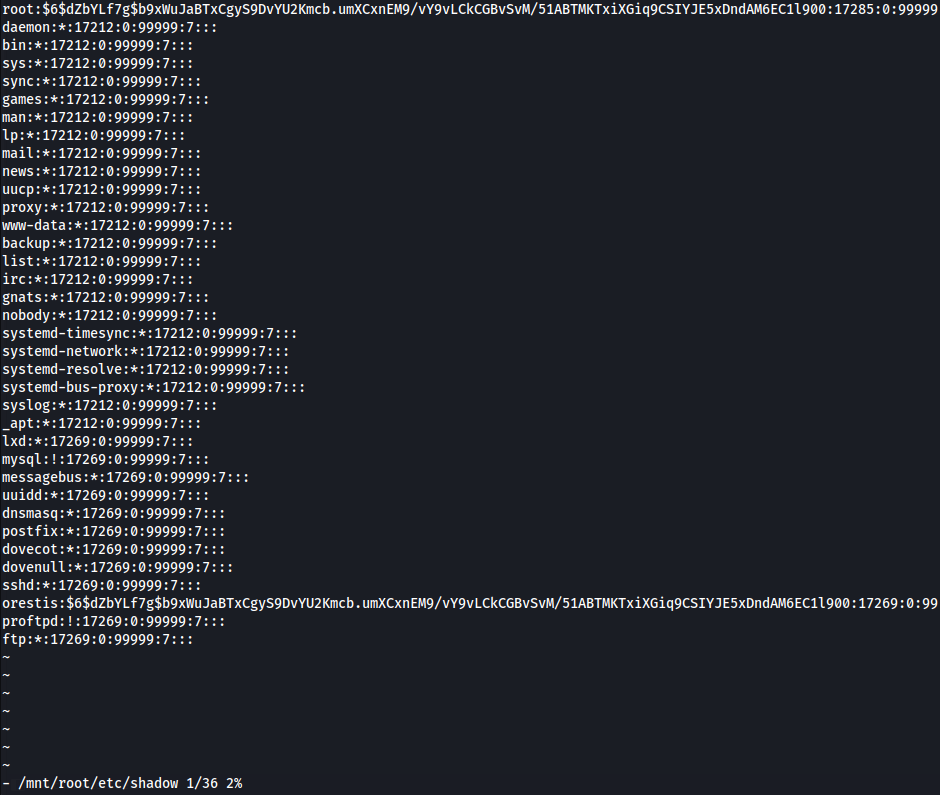 root:$6$dZbYLf7g$b9xWuJaBTxCgyS9DvYU2Kmcb.umXCxnEM9/vY9vLCkCGBvSvM/51ABTMKTxiXGiq9CSIYJE5xDndAM6EC1l900:17285:0:99999
daemon:*:17212:0:99999:7:::
bin:*:17212:0:99999:7:::
sys:*:17212:0:99999:7:::
sync:*:17212:0:99999:7:::
games:*:17212:0:99999:7:::
man:*:17212:0:99999:7:::
lp:*:17212:0:99999:7:::
mail:*:17212:0:99999:7:::
news:*:17212:0:99999:7:::
uucp:*:17212:0:99999:7:::
proxy:*:17212:0:99999:7:::
www-data:*:17212:0:99999:7:::
backup:*:17212:0:99999:7:::
list:*:17212:0:99999:7:::
irc:*:17212:0:99999:7:::
gnats:*:17212:0:99999:7:::
nobody:*:17212:0:99999:7:::
systemd-timesync:*:17212:0:99999:7:::
systemd-network:*:17212:0:99999:7:::
systemd-resolve:*:17212:0:99999:7:::
systemd-bus-proxy:*:17212:0:99999:7:::
syslog:*:17212:0:99999:7:::
_apt:*:17212:0:99999:7:::
lxd:*:17269:0:99999:7:::
mysql:!:17269:0:99999:7:::
messagebus:*:17269:0:99999:7:::
uuidd:*:17269:0:99999:7:::
dnsmasq:*:17269:0:99999:7:::
postfix:*:17269:0:99999:7:::
dovecot:*:17269:0:99999:7:::
dovenull:*:17269:0:99999:7:::
sshd:*:17269:0:99999:7:::
orestis:$6$dZbYLf7g$b9xWuJaBTxCgyS9DvYU2Kmcb.umXCxnEM9/vY9vLCkCGBvSvM/51ABTMKTxiXGiq9CSIYJE5xDndAM6EC1l900:17269:0:99
proftpd:!:17269:0:99999:7:::
ftp:*:17269:0:99999:7:::
~
~
~
~
~
~
~
- /mnt/root/etc/shadow 1/36 2%